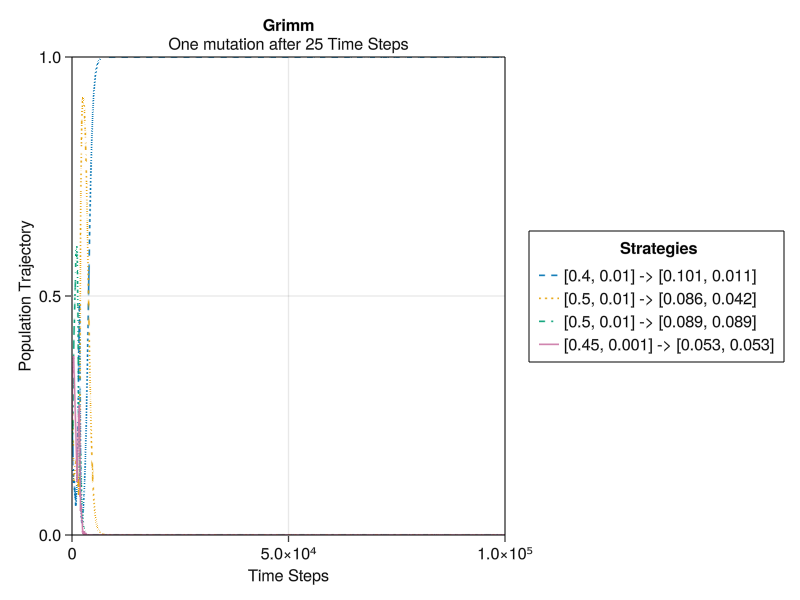 Grimm
One mutation after 25 Time Steps
1.0
0.5
0.0
Population Trajectory
0
5.0×10⁴
1.0×10⁵
Time Steps
Strategies
[0.4, 0.01] -> [0.101, 0.011]
[0.5, 0.01] -> [0.086, 0.042]
[0.5, 0.01] -> [0.089, 0.089]
[0.45, 0.001] -> [0.053, 0.053]